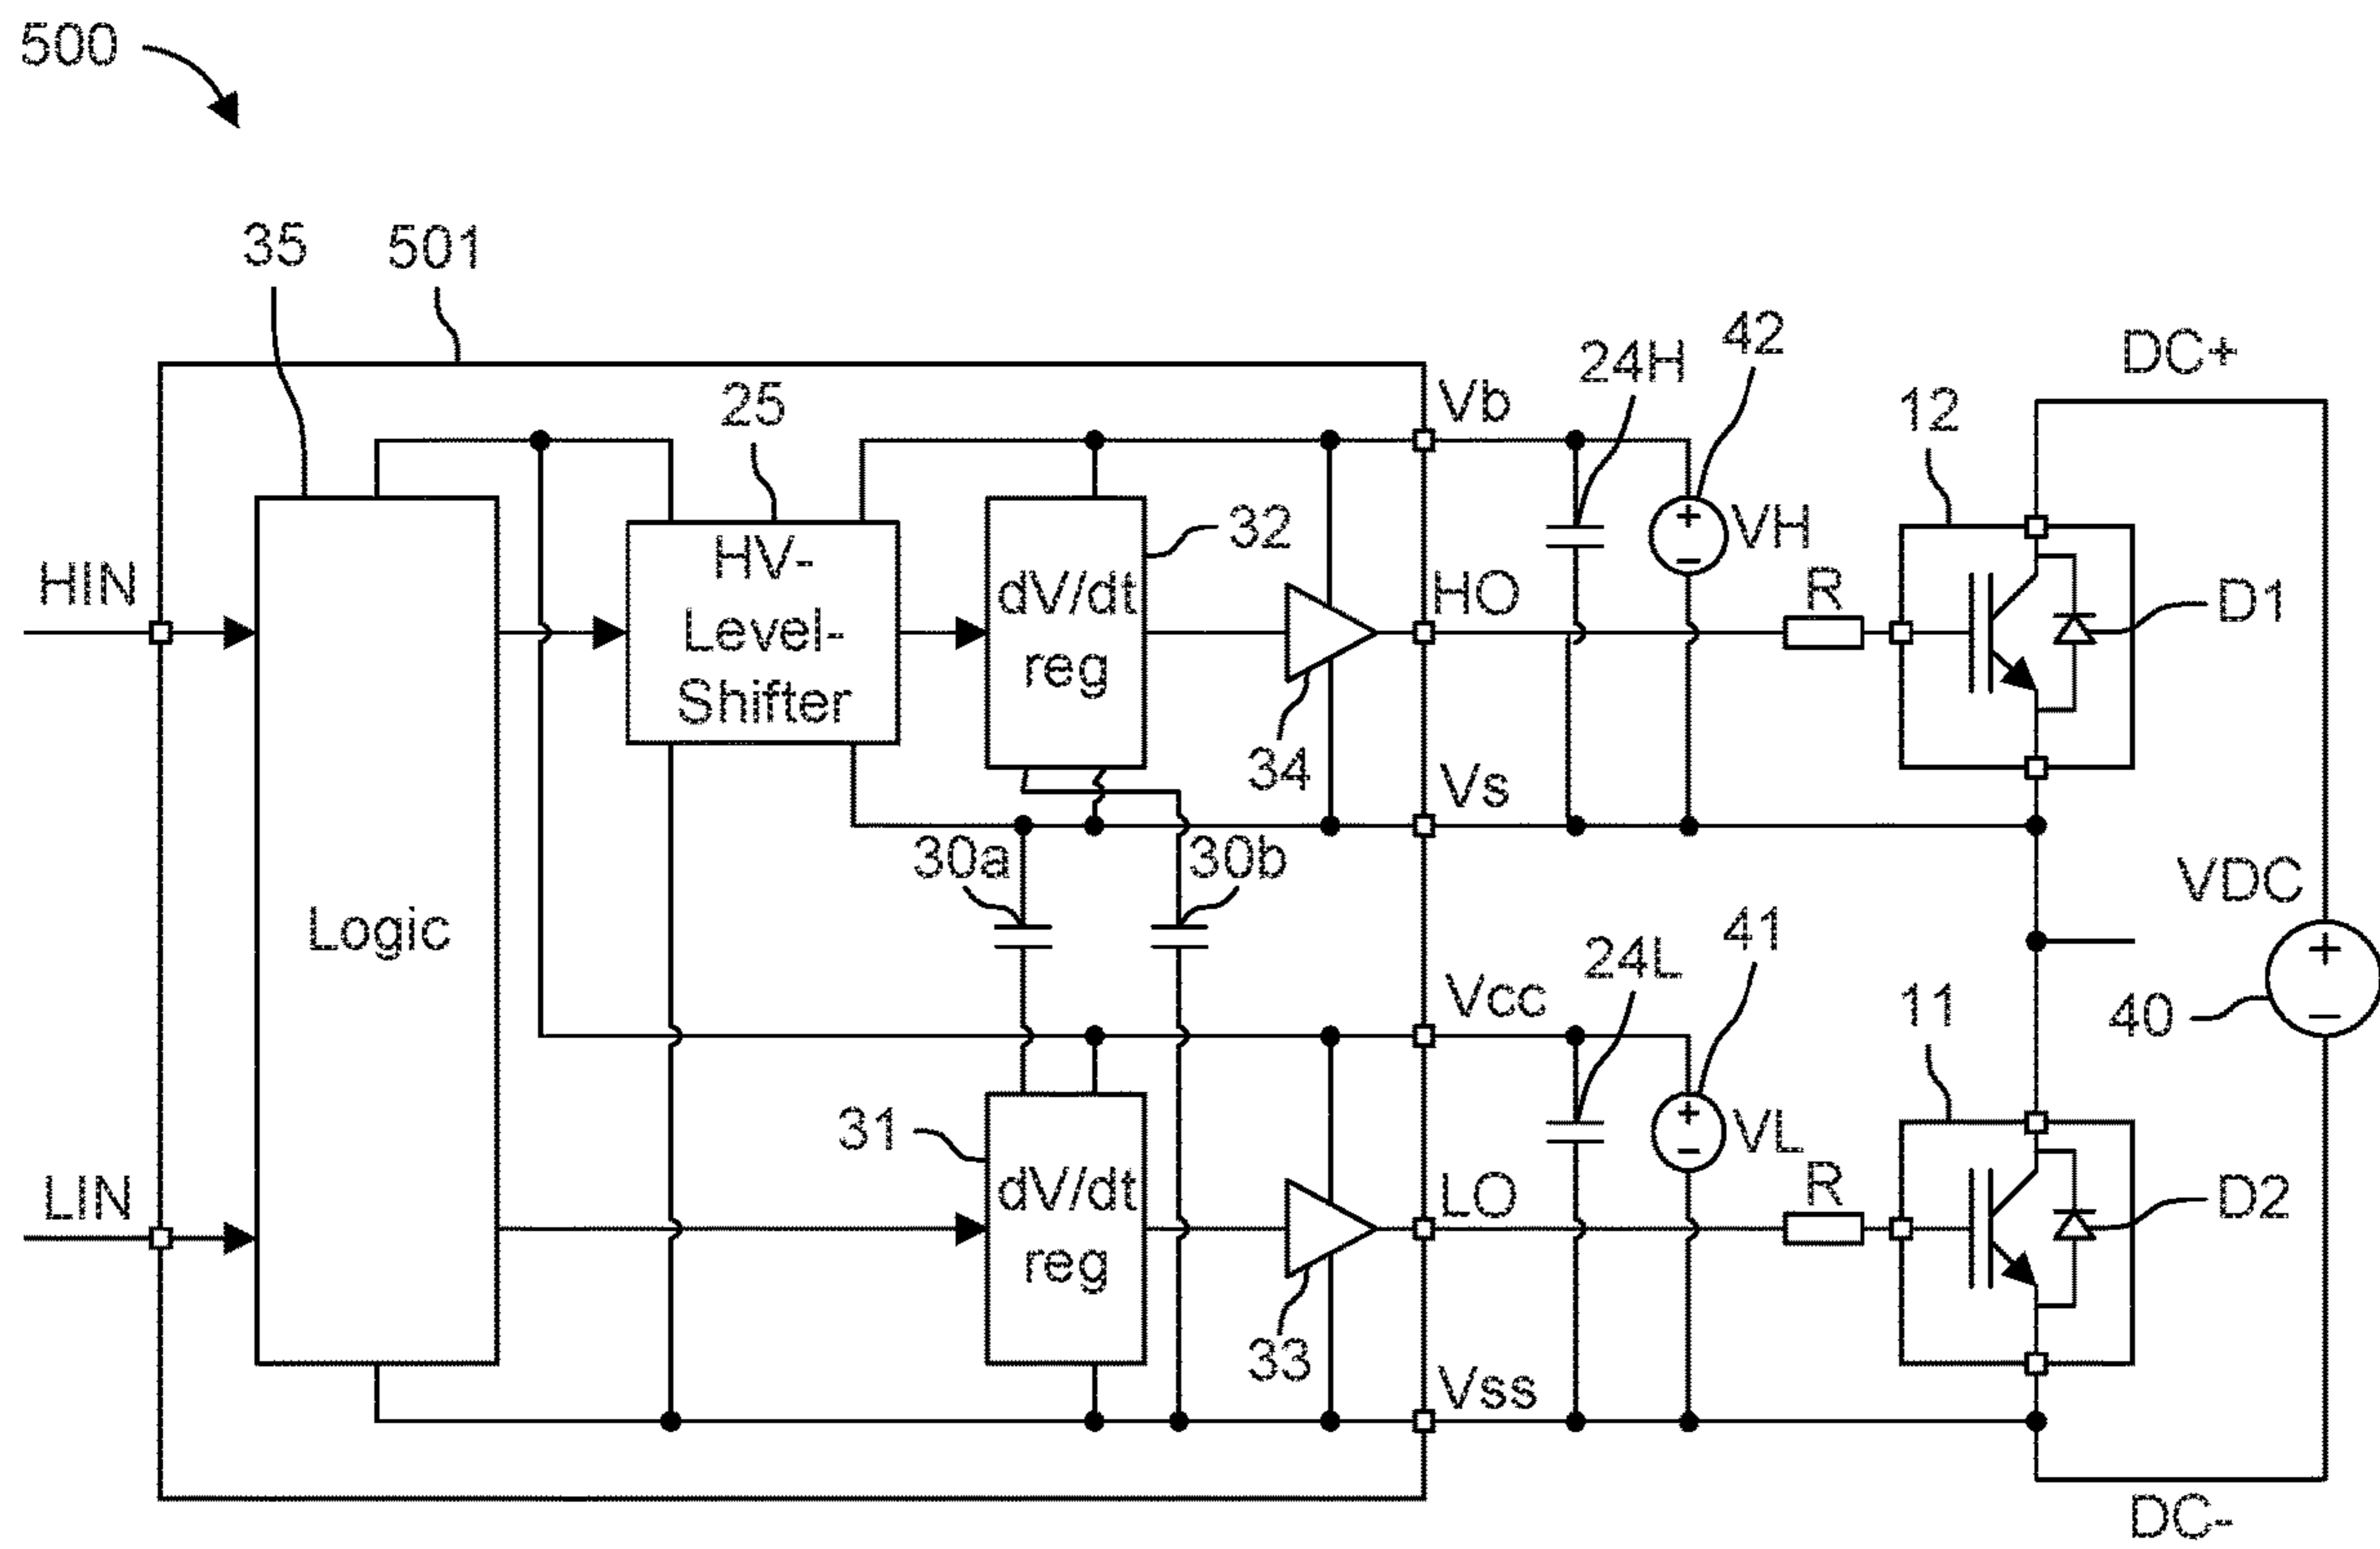 500
35
501
25
Vb
24H
42
12
DC+
HIN
HV-
Level-
Shifter
dV/dt
reg
32
34
HO
VH
R
D1
Vs
30a
30b
VDC
Logic
Vcc
24L
41
11
40
31
dV/dt
reg
33
LIN
LO
VL
R
D2
Vss
DC-
+
−
+
−
+
−